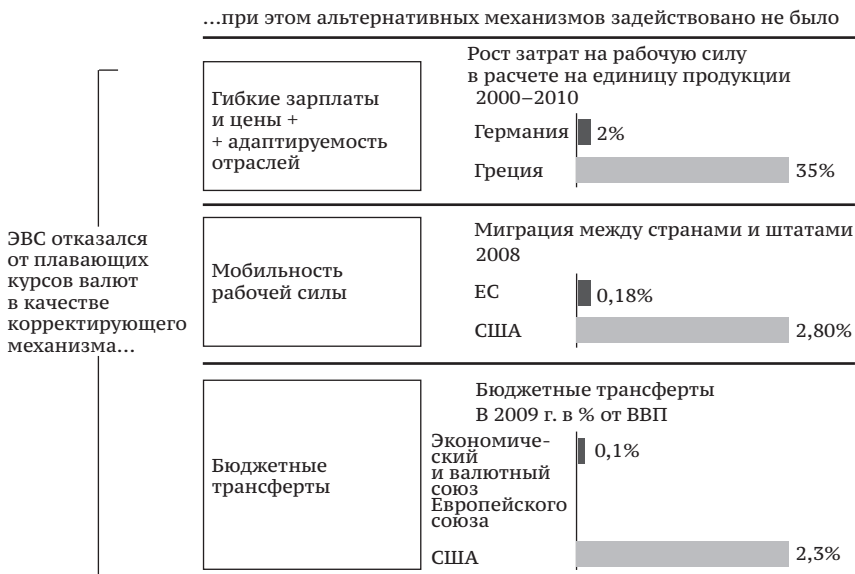 …при этом альтернативных механизмов задействовано не было
ЭВС отказался
от плавающих
курсов валют
в качестве
корректирующего
механизма…
Гибкие зарплаты
и цены +
+ адаптируемость
отраслей
Рост затрат на рабочую силу
в расчете на единицу продукции
2000–2010
Германия 2%
Греция 35%
Мобильность
рабочей силы
Миграция между странами и штатами
2008
ЕС 0,18%
США 2,80%
Бюджетные
трансферты
Бюджетные трансферты
В 2009 г. в % от ВВП
Экономиче-
ский
и валютный
союз
Европейского
союза
0,1%
США 2,3%